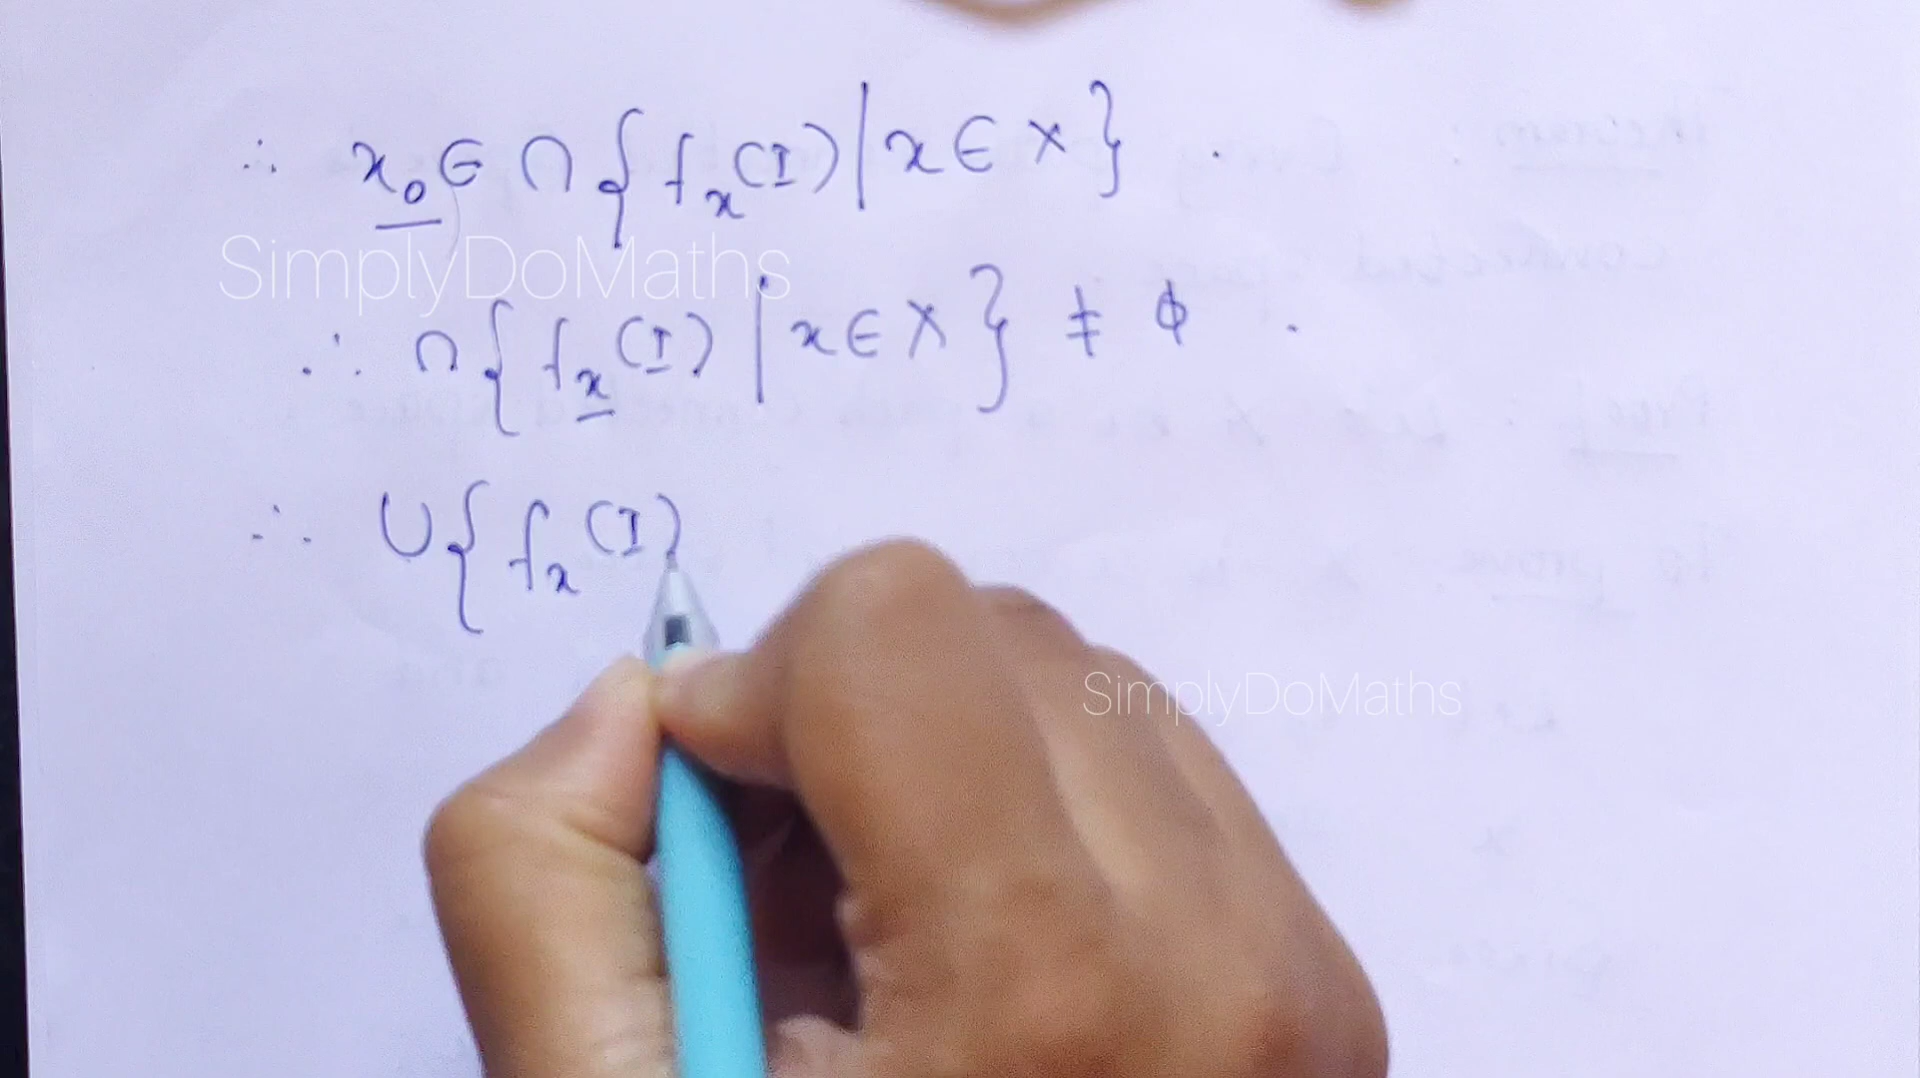 ∴ x₀ ∈ ∩{ fₓ(I) | x ∈ X } .
SimplyDoMaths
∴ ∩{ fₓ(I) | x ∈ X } ≠ ϕ .
∴ ∪{ fₓ(I)
SimplyDoMaths